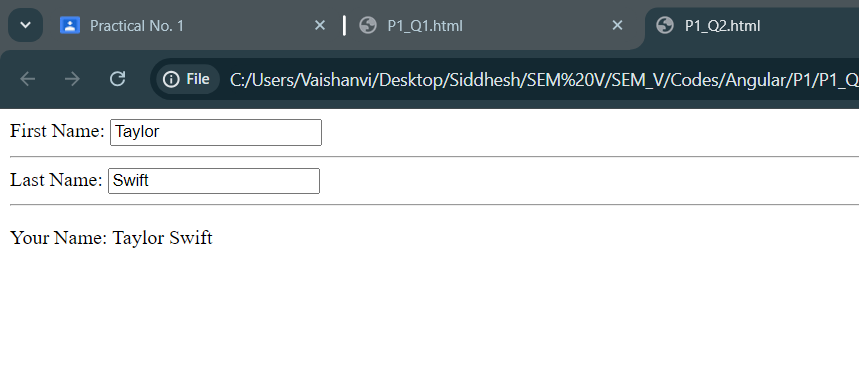 Practical No. 1
P1_Q1.html
P1_Q2.html
File
C:/Users/Vaishanvi/Desktop/Siddhesh/SEM%20V/SEM_V/Codes/Angular/P1/P1_Q
First Name: Taylor
Last Name: Swift
Your Name: Taylor Swift